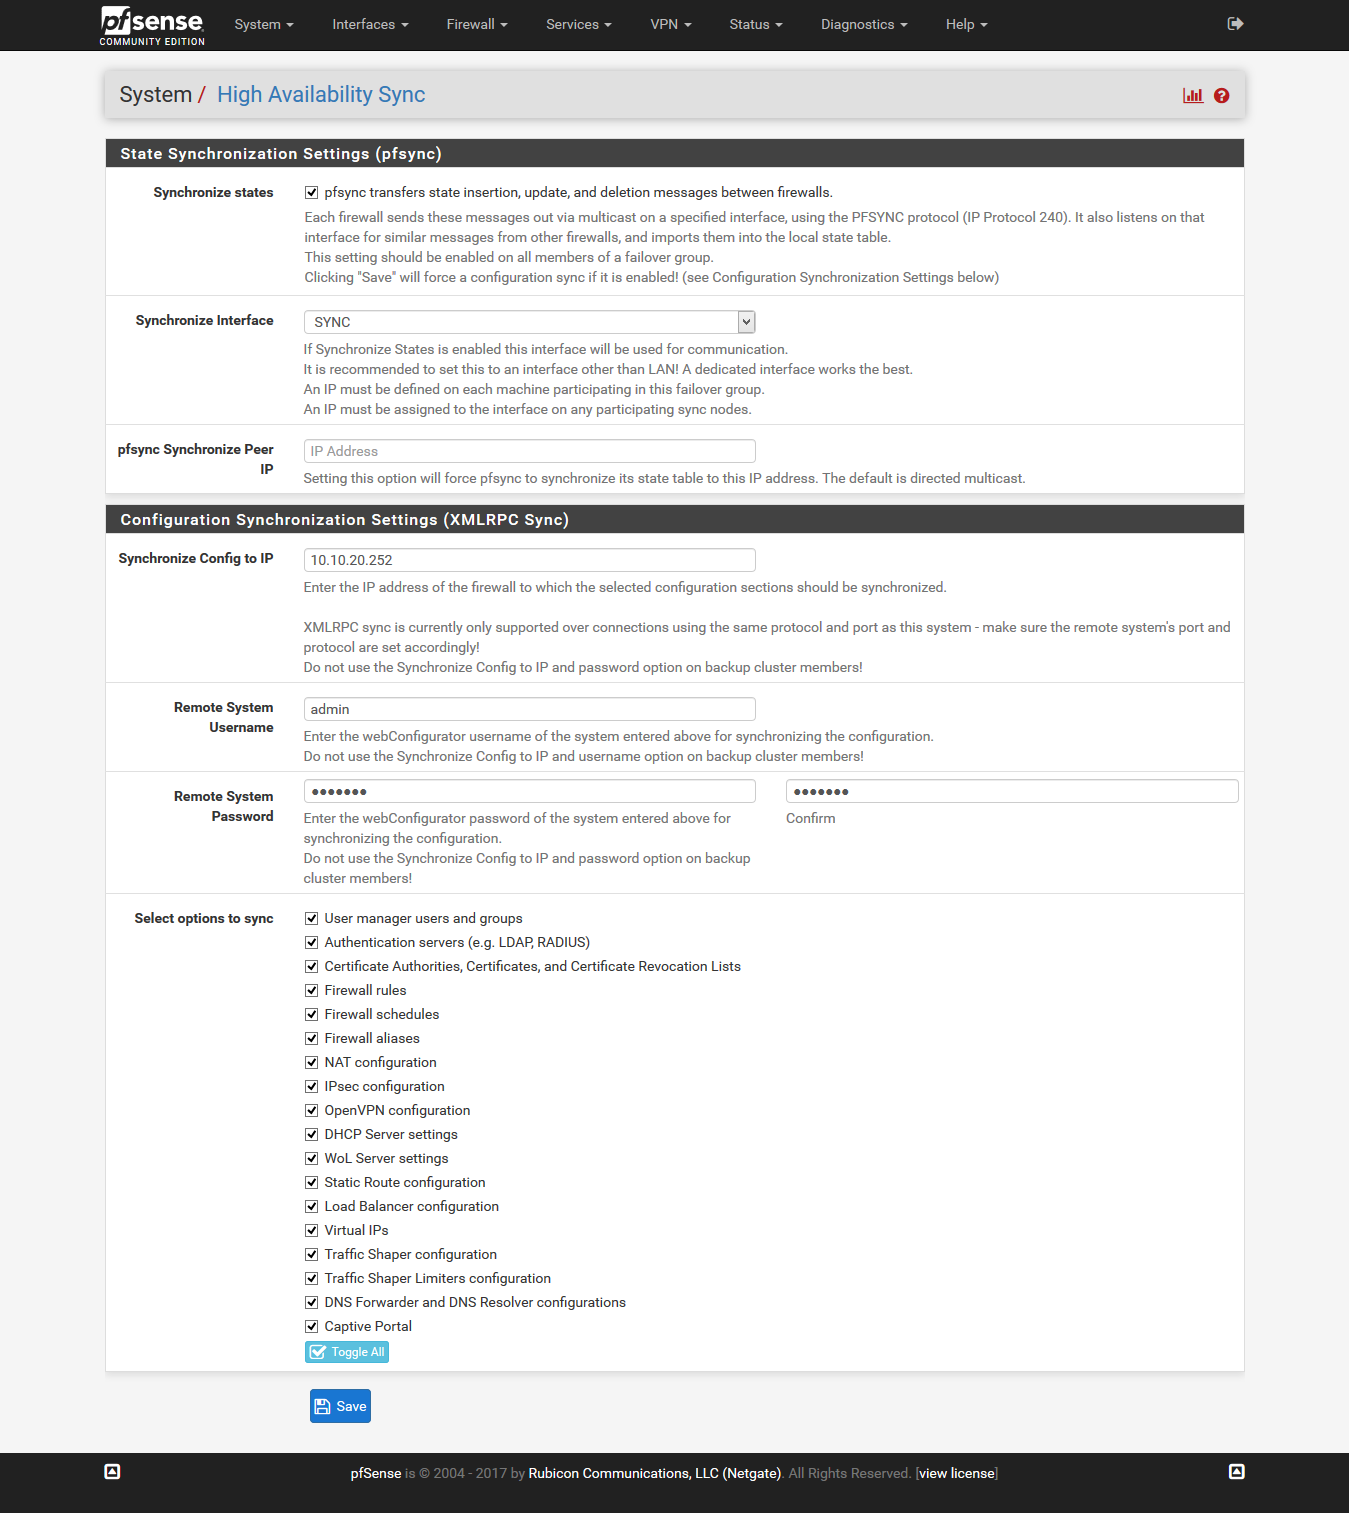 pfsense
COMMUNITY EDITION
System
Interfaces
Firewall
Services
VPN
Status
Diagnostics
Help
System / High Availability Sync
State Synchronization Settings (pfsync)
Synchronize states
pfsync transfers state insertion, update, and deletion messages between firewalls.
Each firewall sends these messages out via multicast on a specified interface, using the PFSYNC protocol (IP Protocol 240). It also listens on that
interface for similar messages from other firewalls, and imports them into the local state table.
This setting should be enabled on all members of a failover group.
Clicking "Save" will force a configuration sync if it is enabled! (see Configuration Synchronization Settings below)
Synchronize Interface
SYNC
If Synchronize States is enabled this interface will be used for communication.
It is recommended to set this to an interface other than LAN! A dedicated interface works the best.
An IP must be defined on each machine participating in this failover group.
An IP must be assigned to the interface on any participating sync nodes.
pfsync Synchronize Peer
IP
IP Address
Setting this option will force pfsync to synchronize its state table to this IP address. The default is directed multicast.
Configuration Synchronization Settings (XMLRPC Sync)
Synchronize Config to IP
10.10.20.252
Enter the IP address of the firewall to which the selected configuration sections should be synchronized.
XMLRPC sync is currently only supported over connections using the same protocol and port as this system - make sure the remote system's port and
protocol are set accordingly!
Do not use the Synchronize Config to IP and password option on backup cluster members!
Remote System
Username
admin
Enter the webConfigurator username of the system entered above for synchronizing the configuration.
Do not use the Synchronize Config to IP and username option on backup cluster members!
Remote System
Password
●●●●●●●
●●●●●●●
Enter the webConfigurator password of the system entered above for
synchronizing the configuration.
Do not use the Synchronize Config to IP and password option on backup
cluster members!
Confirm
Select options to sync
User manager users and groups
Authentication servers (e.g. LDAP, RADIUS)
Certificate Authorities, Certificates, and Certificate Revocation Lists
Firewall rules
Firewall schedules
Firewall aliases
NAT configuration
IPsec configuration
OpenVPN configuration
DHCP Server settings
WoL Server settings
Static Route configuration
Load Balancer configuration
Virtual IPs
Traffic Shaper configuration
Traffic Shaper Limiters configuration
DNS Forwarder and DNS Resolver configurations
Captive Portal
Toggle All
Save
pfSense is © 2004 - 2017 by Rubicon Communications, LLC (Netgate). All Rights Reserved. [view license]